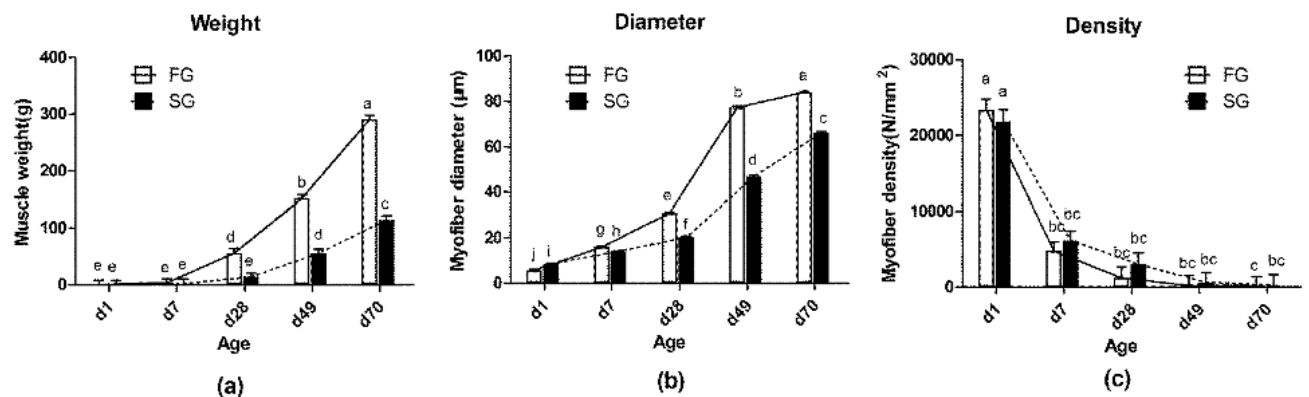 Weight
Muscle weight(g)
400
300
200
100
0
FG
SG
e e e e d e b d a c
d1 d7 d28 d49 d70
Age
(a)
Diameter
Myofiber diameter (μm)
100
80
60
40
20
0
FG
SG
j i g h e f b d a c
d1 d7 d28 d49 d70
Age
(b)
Density
Myofiber density(N/mm²)
30000
20000
10000
0
FG
SG
a a bc bc bc bc bc bc c bc
d1 d7 d28 d49 d70
Age
(c)